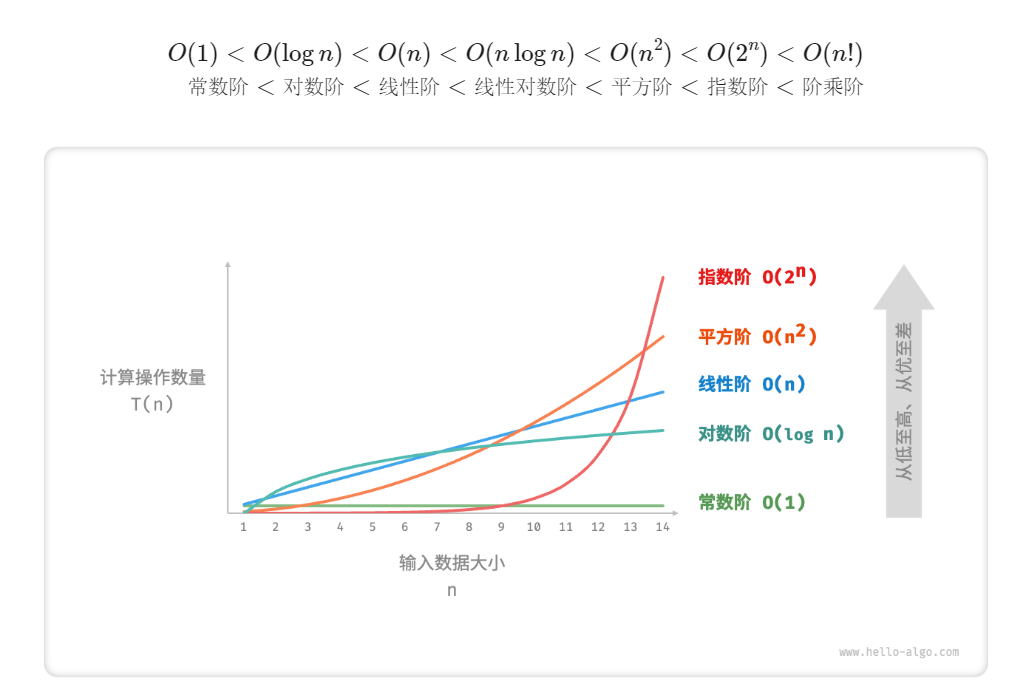 O(1) < O(log n) < O(n) < O(n log n) < O(n²) < O(2ⁿ) < O(n!)
常数阶 < 对数阶 < 线性阶 < 线性对数阶 < 平方阶 < 指数阶 < 阶乘阶
指数阶 O(2ⁿ)
平方阶 O(n²)
线性阶 O(n)
对数阶 O(log n)
常数阶 O(1)
从低至高、从优至差
计算操作数量
T(n)
1 2 3 4 5 6 7 8 9 10 11 12 13 14
输入数据大小
n
www.hello-algo.com